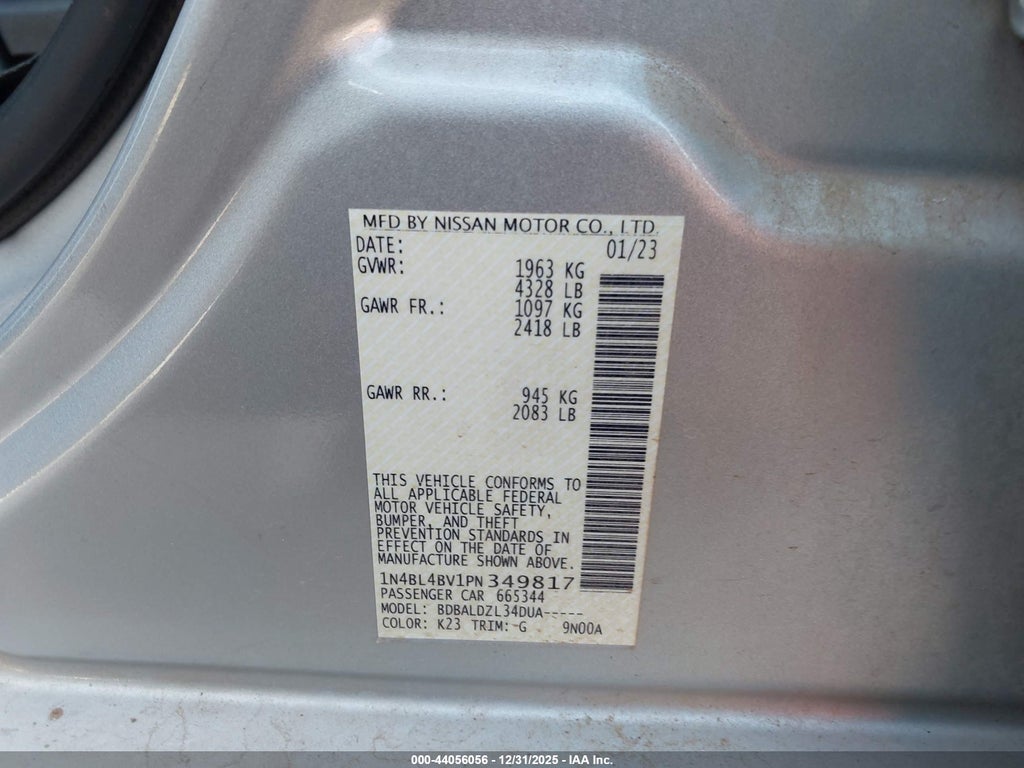 MFD BY NISSAN MOTOR CO., LTD.
DATE: 01/23
GVWR: 1963 KG
4328 LB
GAWR FR.: 1097 KG
2418 LB
GAWR RR.: 945 KG
2083 LB
THIS VEHICLE CONFORMS TO
ALL APPLICABLE FEDERAL
MOTOR VEHICLE SAFETY,
BUMPER, AND THEFT
PREVENTION STANDARDS IN
EFFECT ON THE DATE OF
MANUFACTURE SHOWN ABOVE.
1N4BL4BV1PN349817
PASSENGER CAR 665344
MODEL: BDBALDZL34DUA-----
COLOR: K23 TRIM: G 9N00A
000-44056056 - 12/31/2025 - IAA Inc.